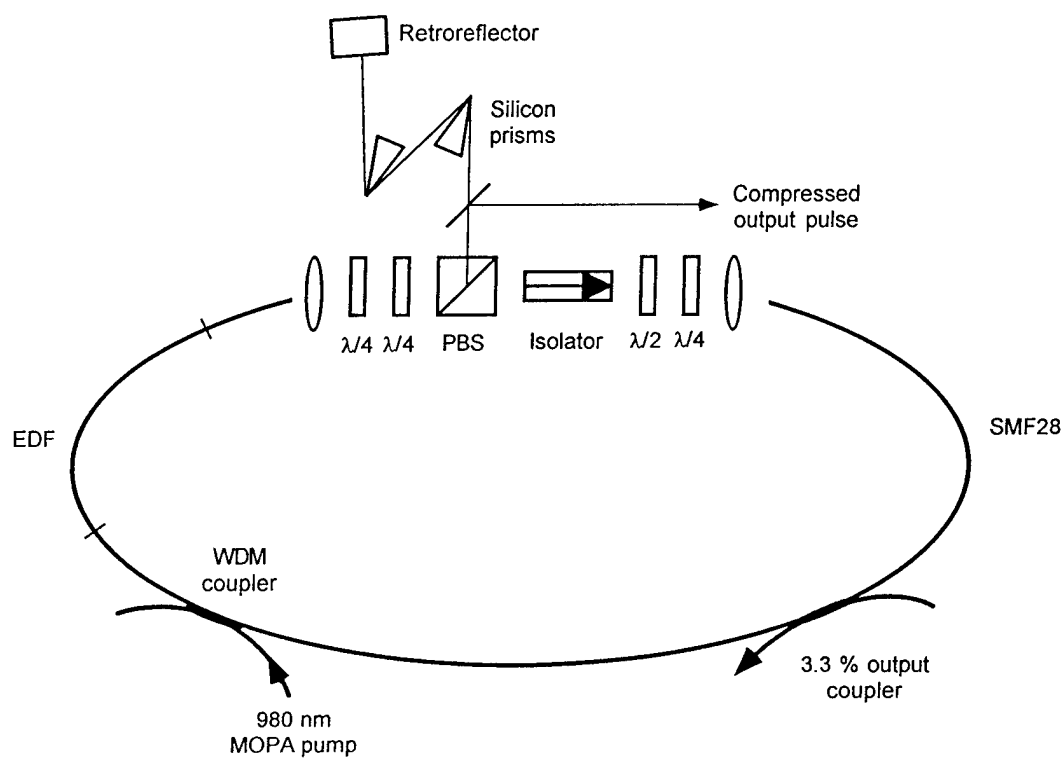 Retroreflector
Silicon
prisms
Compressed
output pulse
λ/4
λ/4
PBS
Isolator
λ/2
λ/4
EDF
SMF28
WDM
coupler
3.3 % output
coupler
980 nm
MOPA pump